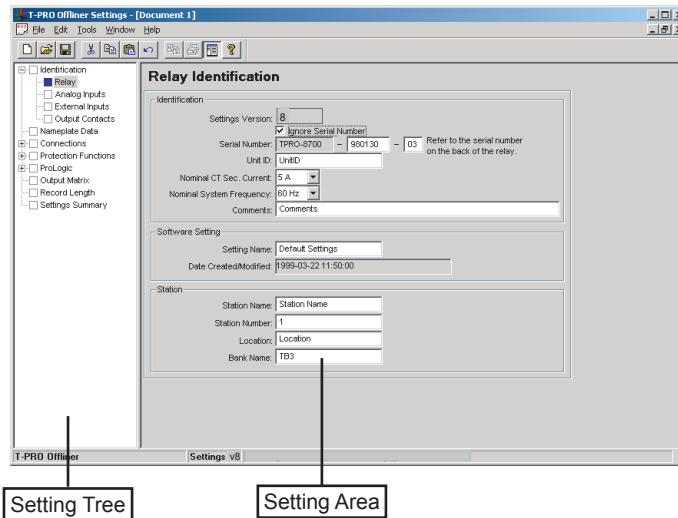 T-PRO Offliner Settings - [Document 1]
File Edit Tools Window Help
Identification
Relay
Analog Inputs
External Inputs
Output Contacts
Nameplate Data
Connections
Protection Functions
ProLogic
Output Matrix
Record Length
Settings Summary
Relay Identification
Identification
Settings Version: 8
Ignore Serial Number
Serial Number: TPRO-8700 - 980130 - 03 Refer to the serial number
on the back of the relay.
Unit ID: UnitID
Nominal CT Sec. Current: 5 A
Nominal System Frequency: 60 Hz
Comments: Comments
Software Setting
Setting Name: Default Settings
Date Created/Modified: 1999-03-22 11:50:00
Station
Station Name: Station Name
Station Number: 1
Location: Location
Bank Name: TB3
T-PRO Offliner Settings v8
Setting Tree
Setting Area